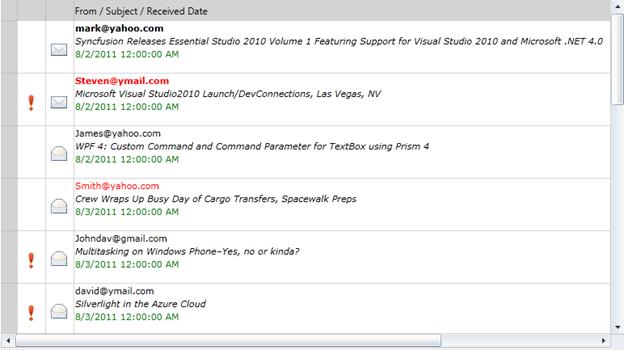 From / Subject / Received Date
mark@yahoo.com
Syncfusion Releases Essential Studio 2010 Volume 1 Featuring Support for Visual Studio 2010 and Microsoft .NET 4.0
8/2/2011 12:00:00 AM
Steven@ymail.com
Microsoft Visual Studio2010 Launch/DevConnections, Las Vegas, NV
8/2/2011 12:00:00 AM
James@yahoo.com
WPF 4: Custom Command and Command Parameter for TextBox using Prism 4
8/2/2011 12:00:00 AM
Smith@yahoo.com
Crew Wraps Up Busy Day of Cargo Transfers, Spacewalk Preps
8/3/2011 12:00:00 AM
Johndav@gmail.com
Multitasking on Windows Phone–Yes, no or kinda?
8/3/2011 12:00:00 AM
david@ymail.com
Silverlight in the Azure Cloud
8/3/2011 12:00:00 AM